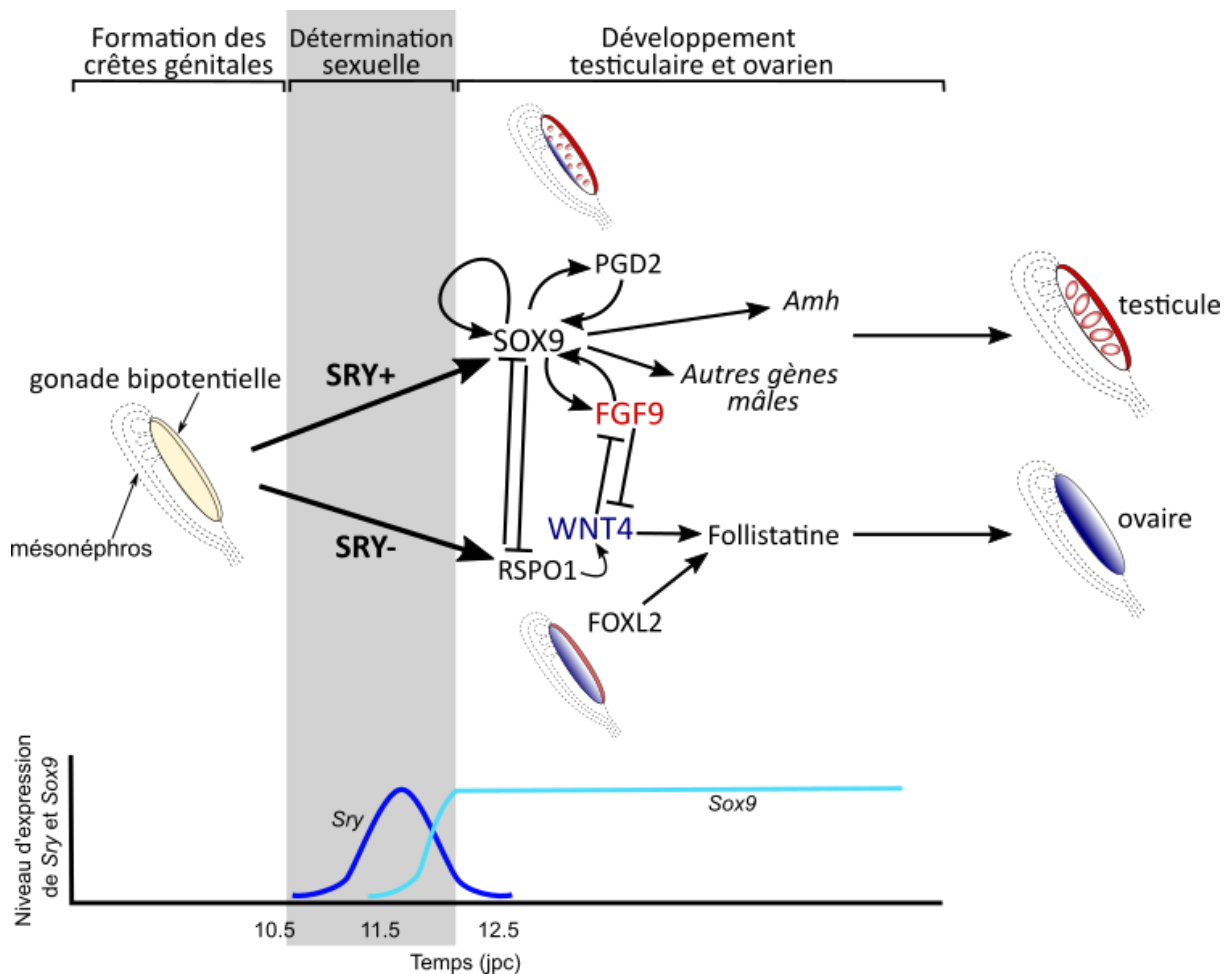 Formation des
crêtes génitales
Détermination
sexuelle
Développement
testiculaire et ovarien
PGD2
Amh
SOX9
testicule
Autres gènes
mâles
SRY+
gonade bipotentielle
FGF9
mésonéphros
SRY-
WNT4
Follistatine
ovaire
RSPO1
FOXL2
Niveau d'expression
de Sry et Sox9
Sry
Sox9
10.5
11.5
12.5
Temps (jpc)